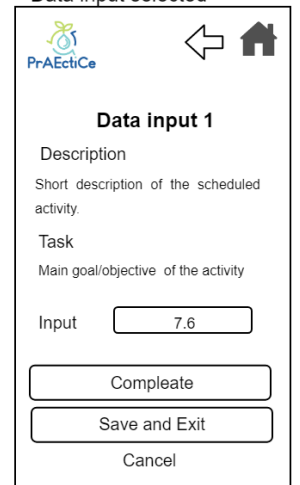 Data input selected
PrAEctiCe
Data input 1
Description
Short description of the scheduled
activity.
Task
Main goal/objective of the activity
Input 7.6
Compleate
Save and Exit
Cancel